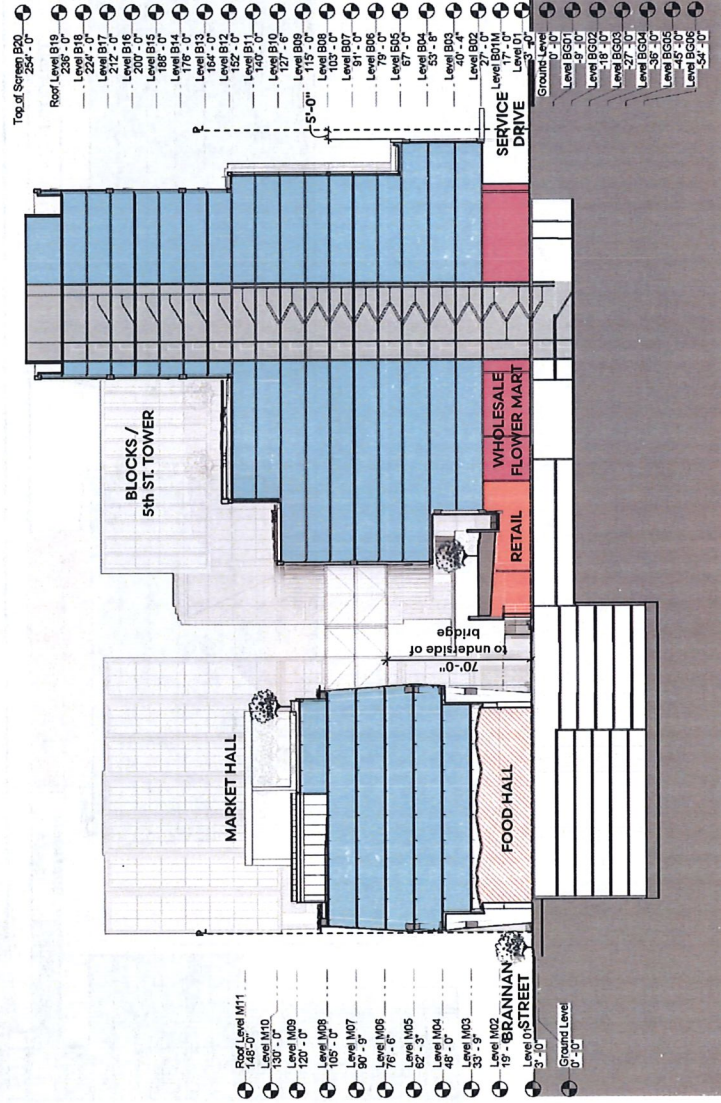 Top of Screen B20
254' - 0"
Roof Level B19
236' - 0"
Level B18
224' - 0"
Level B17
212' - 0"
Level B16
200' - 0"
Level B15
188' - 0"
Level B14
176' - 0"
Level B13
164' - 0"
Level B12
152' - 0"
Level B11
140' - 0"
Level B10
127' - 6"
Level B09
115' - 0"
Level B08
103' - 0"
Level B07
91' - 0"
Level B06
79' - 0"
Level B05
67' - 0"
Level B04
53' - 8"
Level B03
40' - 4"
Level B02
27' - 0"
Level B01M
15' - 0"
Level 01
3' - 0"
Ground Level
0' - 0"
Level BG01
-9' - 0"
Level BG02
-18' - 0"
Level BG03
-27' - 0"
Level BG04
-36' - 0"
Level BG05
-45' - 0"
Level BG06
-54' - 0"
P
5'-0"
SERVICE
DRIVE
BLOCKS /
5th ST. TOWER
WHOLESALE
FLOWER MART
RETAIL
70'-0"
to underside of
bridge
MARKET HALL
FOOD HALL
P
Roof Level M11
148'-0"
Level M10
130' - 0"
Level M09
120' - 0"
Level M08
105' - 0"
Level M07
90' - 9"
Level M06
76' - 6"
Level M05
62' - 3"
Level M04
48' - 0"
Level M03
33' - 9"
Level M02
19' -
BRANNAN
STREET
Level 01
3' - 0"
Ground Level
0' - 0"